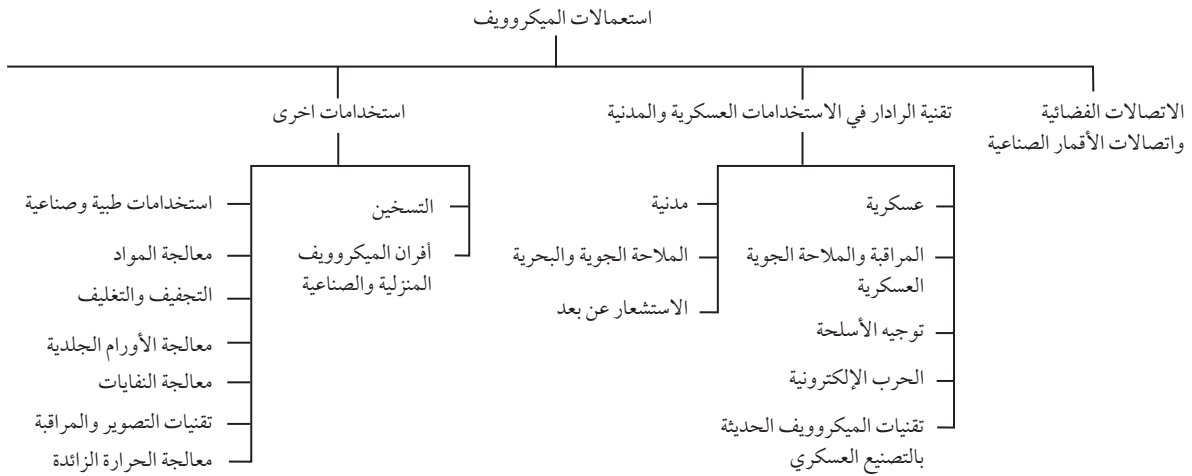 استعمالات الميكروويف
الاتصالات الفضائية
واتصالات الأقمار الصناعية
تقنية الرادار في الاستخدامات العسكرية والمدنية
عسكرية
المراقبة والملاحة الجوية
العسكرية
توجيه الأسلحة
الحرب الإلكترونية
تقنيات الميكروويف الحديثة
بالتصنيع العسكري
مدنية
الملاحة الجوية والبحرية
الاستشعار عن بعد
استخدامات اخرى
التسخين
أفران الميكروويف
المنزلية والصناعية
استخدامات طبية وصناعية
معالجة المواد
التجفيف والتغليف
معالجة الأورام الجلدية
معالجة النفايات
تقنيات التصوير والمراقبة
معالجة الحرارة الزائدة